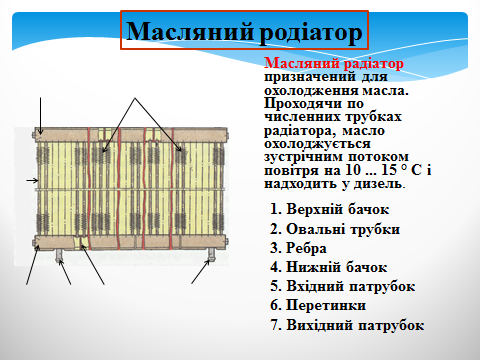 Масляний родіатор
Масляний радіатор
призначений для
охолодження масла.
Проходячи по
численних трубках
радіатора, масло
охолоджується
зустрічним потоком
повітря на 10 ... 15 ° С і
надходить у дизель.
1. Верхній бачок
2. Овальні трубки
3. Ребра
4. Нижній бачок
5. Вхідний патрубок
6. Перетинки
7. Вихідний патрубок